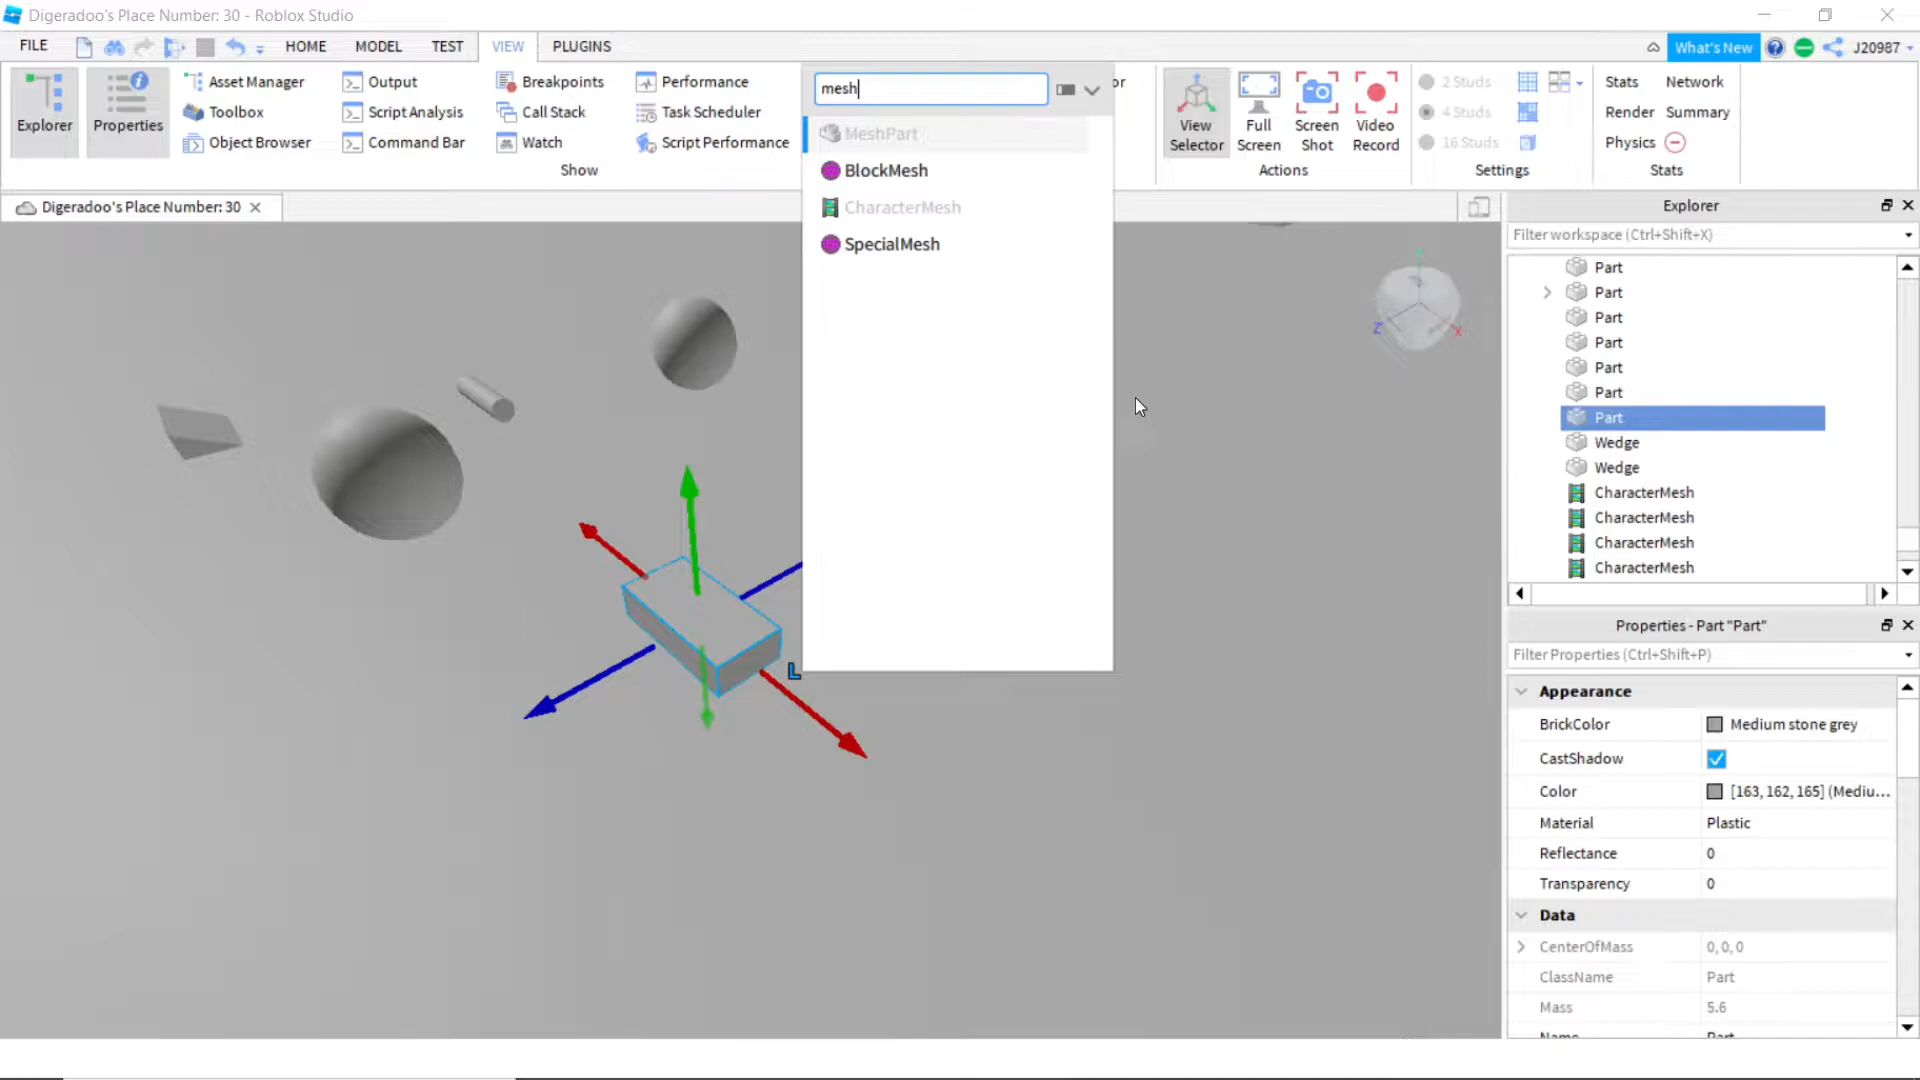 Digeradoo's Place Number: 30 - Roblox Studio
FILE HOME MODEL TEST VIEW PLUGINS What's New J20987
Explorer Properties
Asset Manager Output Breakpoints Performance
Toolbox Script Analysis Call Stack Task Scheduler
Object Browser Command Bar Watch Script Performance
Show
mesh
MeshPart
BlockMesh
CharacterMesh
SpecialMesh
or
View Selector
Full Screen
Screen Shot
Video Record
Actions
2 Studs
4 Studs
16 Studs
Settings
Stats Network
Render Summary
Physics
Stats
Digeradoo's Place Number: 30
Z
X
L
Explorer
Filter workspace (Ctrl+Shift+X)
Part
Part
Part
Part
Part
Part
Part
Wedge
Wedge
CharacterMesh
CharacterMesh
CharacterMesh
CharacterMesh
Properties - Part "Part"
Filter Properties (Ctrl+Shift+P)
Appearance
BrickColor Medium stone grey
CastShadow
Color [163, 162, 165] (Mediu...
Material Plastic
Reflectance 0
Transparency 0
Data
CenterOfMass 0, 0, 0
ClassName Part
Mass 5.6
Name Part